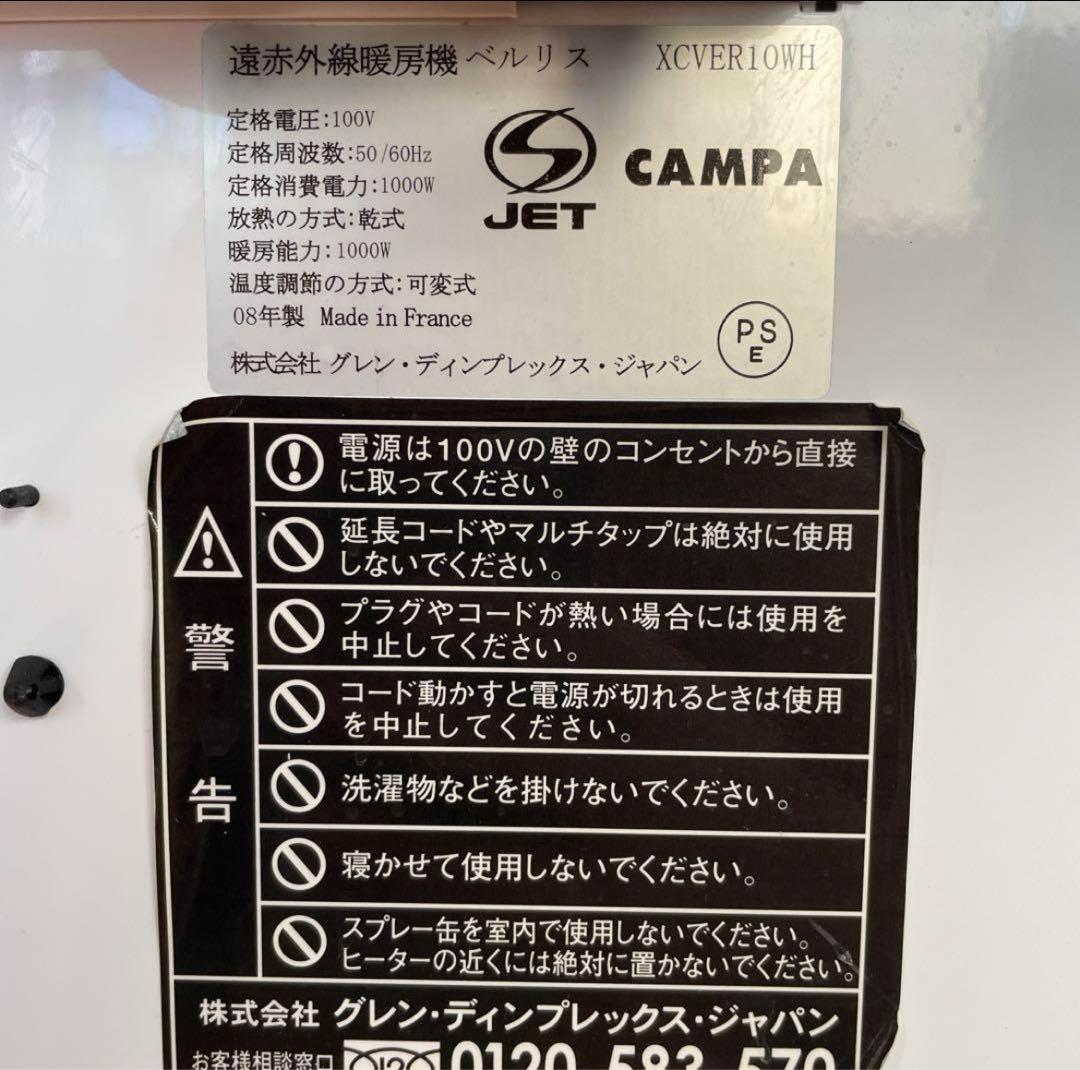 遠赤外線暖房機 ベルリス XCVER10WH
定格電圧:100V
定格周波数:50/60Hz
定格消費電力:1000W
放熱の方式:乾式
暖房能力:1000W
温度調節の方式:可変式
08年製 Made in France
JET
CAMPA
株式会社 グレン・ディンプレックス・ジャパン
PS
E
警告
電源は100Vの壁のコンセントから直接
に取ってください。
延長コードやマルチタップは絶対に使用
しないでください。
プラグやコードが熱い場合には使用を
中止してください。
コード動かすと電源が切れるときは使用
を中止してください。
洗濯物などを掛けないでください。
寝かせて使用しないでください。
スプレー缶を室内で使用しないでください。
ヒーターの近くには絶対に置かないでください。
株式会社 グレン・ディンプレックス・ジャパン
お客様相談窓口 0120 583 570